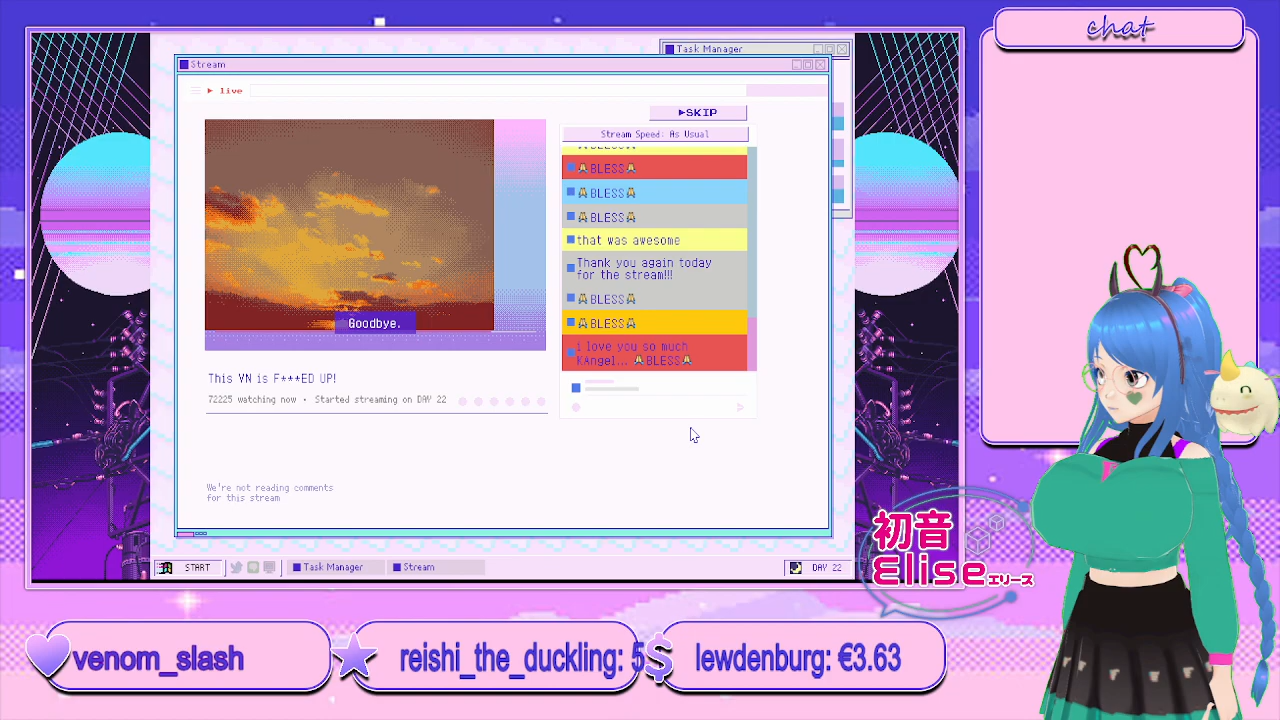 chat
Task Manager
Stream
live
▶SKIP
Stream Speed: As Usual
🙏BLESS🙏
🙏BLESS🙏
🙏BLESS🙏
🙏BLESS🙏
that was awesome
Thank you again today
for the stream!!!
🙏BLESS🙏
🙏BLESS🙏
i love you so much
KAngel... 🙏BLESS🙏
Goodbye.
This VN is F***ED UP!
72225 watching now • Started streaming on DAY 22
We're not reading comments
for this stream
START
Task Manager
Stream
DAY 22
初音
Eliseエリース
venom_slash
reishi_the_duckling: 5
lewdenburg: €3.63